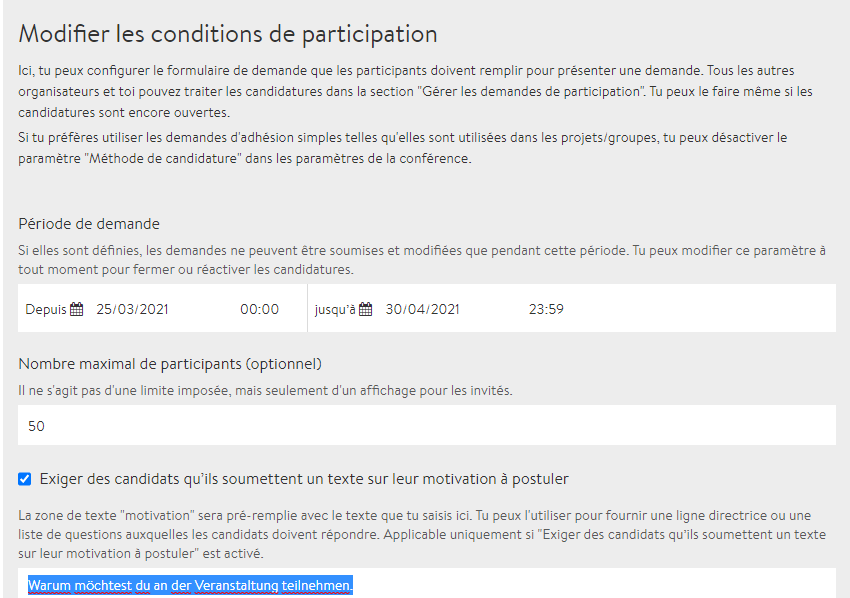 Modifier les conditions de participation
Ici, tu peux configurer le formulaire de demande que les participants doivent remplir pour présenter une demande. Tous les autres
organisateurs et toi pouvez traiter les candidatures dans la section "Gérer les demandes de participation". Tu peux le faire même si les
candidatures sont encore ouvertes.
Si tu préfères utiliser les demandes d'adhésion simples telles qu'elles sont utilisées dans les projets/groupes, tu peux désactiver le
paramètre "Méthode de candidature" dans les paramètres de la conférence.
Période de demande
Si elles sont définies, les demandes ne peuvent être soumises et modifiées que pendant cette période. Tu peux modifier ce paramètre à
tout moment pour fermer ou réactiver les candidatures.
Depuis 25/03/2021 00:00 jusqu'à 30/04/2021 23:59
Nombre maximal de participants (optionnel)
Il ne s'agit pas d'une limite imposée, mais seulement d'un affichage pour les invités.
50
Exiger des candidats qu'ils soumettent un texte sur leur motivation à postuler
La zone de texte "motivation" sera pré-remplie avec le texte que tu saisis ici. Tu peux l'utiliser pour fournir une ligne directrice ou une
liste de questions auxquelles les candidats doivent répondre. Applicable uniquement si "Exiger des candidats qu'ils soumettent un texte
sur leur motivation à postuler" est activé.
Warum möchtest du an der Veranstaltung teilnehmen.